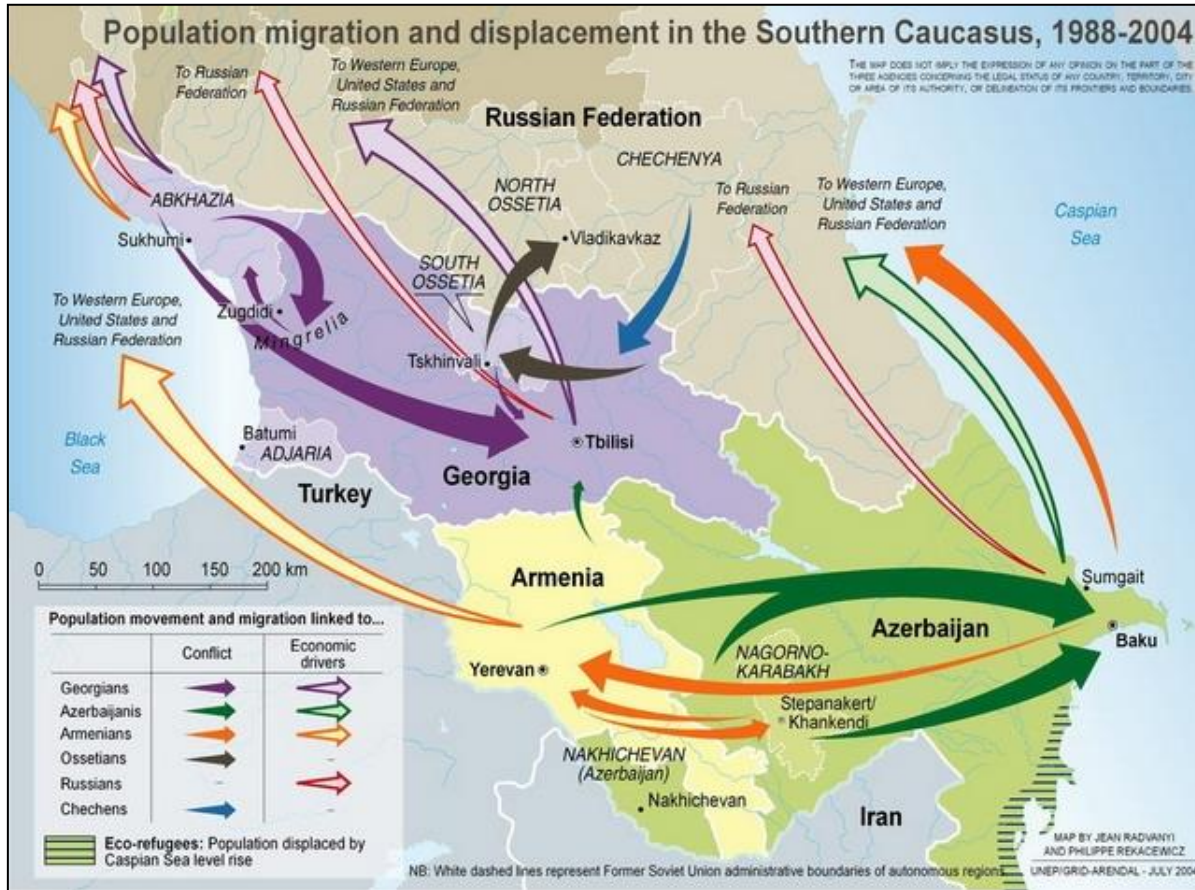 Population migration and displacement in the Southern Caucasus, 1988-2004
THE MAP DOES NOT IMPLY THE EXPRESSION OF ANY OPINION ON THE PART OF THE
THREE AGENCIES CONCERNING THE LEGAL STATUS OF ANY COUNTRY, TERRITORY, CITY
OR AREA OF ITS AUTHORITY, OR DELINEATION OF ITS FRONTIERS AND BOUNDARIES.
To Russian
Federation
To Western Europe,
United States and
Russian Federation
Russian Federation
CHECHENYA
NORTH
OSSETIA
To Russian
Federation
To Western Europe,
United States and
Russian Federation
Caspian
Sea
ABKHAZIA
Sukhumi
Vladikavkaz
SOUTH
OSSETIA
To Western Europe,
United States and
Russian Federation
Zugdidi
Mingrelia
Tskhinvali
Black
Sea
Batumi
ADJARIA
Tbilisi
Georgia
Turkey
0 50 100 150 200 km
Armenia
Sumgait
Azerbaijan
Baku
NAGORNO-
KARABAKH
Yerevan
Stepanakert/
Khankendi
NAKHICHEVAN
(Azerbaijan)
Nakhichevan
Iran
Population movement and migration linked to...
Conflict
Economic
drivers
Georgians
Azerbaijanis
Armenians
Ossetians –
Russians –
Chechens –
Eco-refugees: Population displaced by
Caspian Sea level rise
NB: White dashed lines represent Former Soviet Union administrative boundaries of autonomous regions
MAP BY JEAN RADVANYI
AND PHILIPPE REKACEWICZ
UNEP/GRID-ARENDAL - JULY